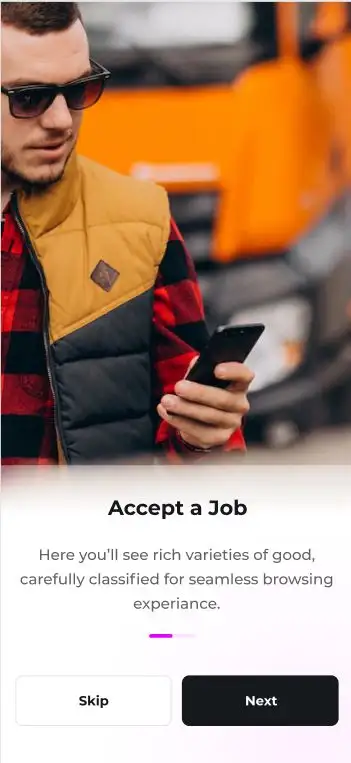 Accept a Job
Here you'll see rich varieties of good,
carefully classified for seamless browsing
experiance.
Skip
Next